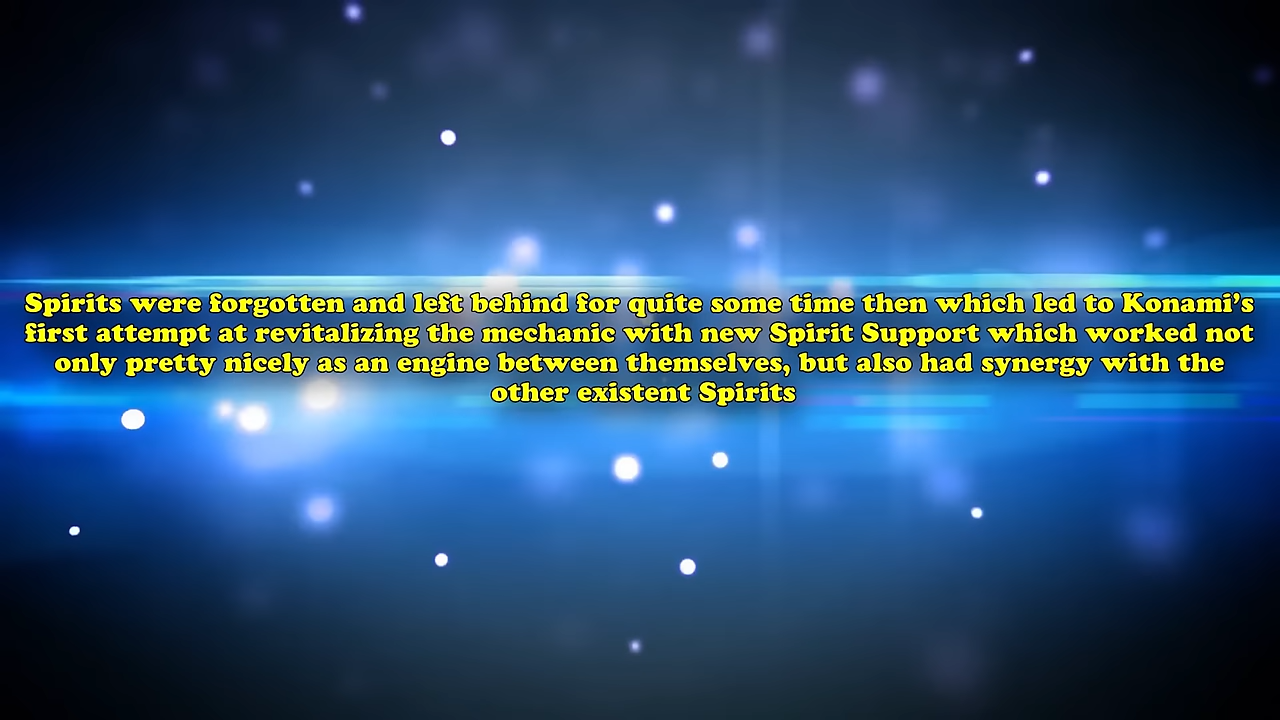 Spirits were forgotten and left behind for quite some time then which led to Konami’s
first attempt at revitalizing the mechanic with new Spirit Support which worked not
only pretty nicely as an engine between themselves, but also had synergy with the
other existent Spirits